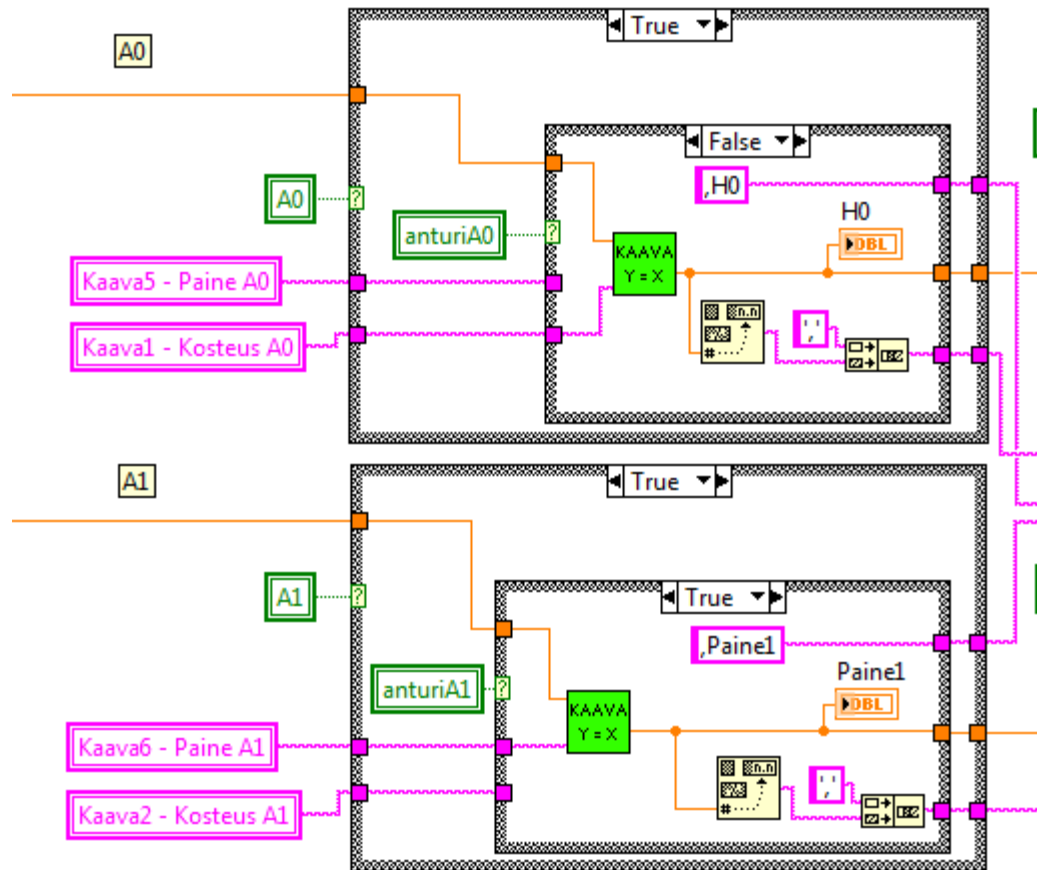 True
A0
False
,H0
A0
H0
anturiA0
DBL
KAAVA
Y = X
Kaava5 - Paine A0
n.n
Kaava1 - Kosteus A0
','
#
A1
True
A1
True
,Paine1
anturiA1
Paine1
DBL
KAAVA
Y = X
Kaava6 - Paine A1
n.n
','
Kaava2 - Kosteus A1
#